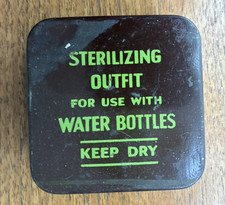 STERILIZING
OUTFIT
FOR USE WITH
WATER BOTTLES
KEEP DRY